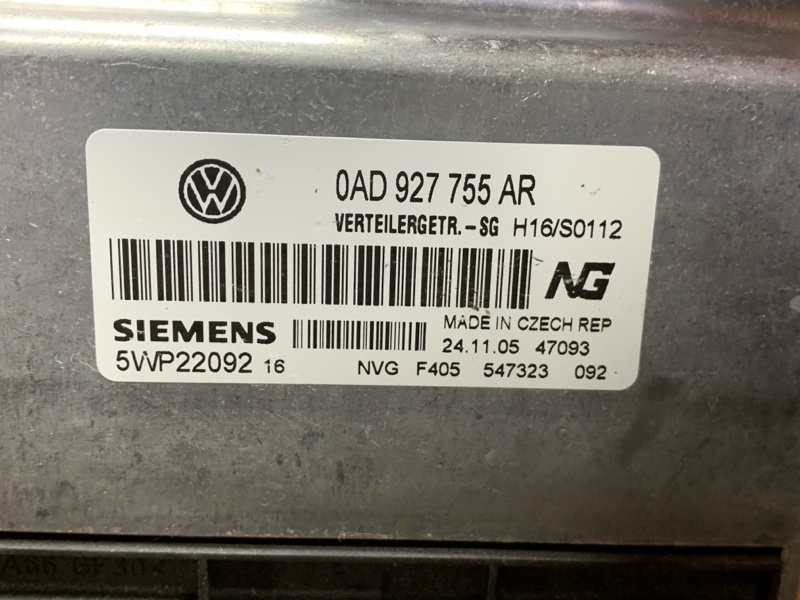 0AD 927 755 AR
VERTEILERGETR.-SG H16/S0112
NG
SIEMENS MADE IN CZECH REP
24.11.05 47093
5WP22092 16 NVG F405 547323 092